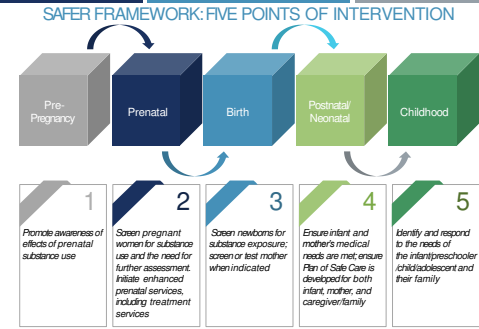 SAFER FRAMEWORK: FIVE POINTS OF INTERVENTION
Pre-
Pregnancy
Prenatal
Birth
Postnatal/
Neonatal
Childhood
1
Promote awareness of
effects of prenatal
substance use
2
Screen pregnant
women for substance
use and the need for
further assessment.
Initiate enhanced
prenatal services,
including treatment
services
3
Screen newborns for
substance exposure;
screen or test mother
when indicated
4
Ensure infant and
mother's medical
needs are met; ensure
Plan of Safe Care is
developed for both
infant, mother, and
caregiver/family
5
Identify and respond
to the needs of
the infant/preschooler
/child/adolescent and
their family